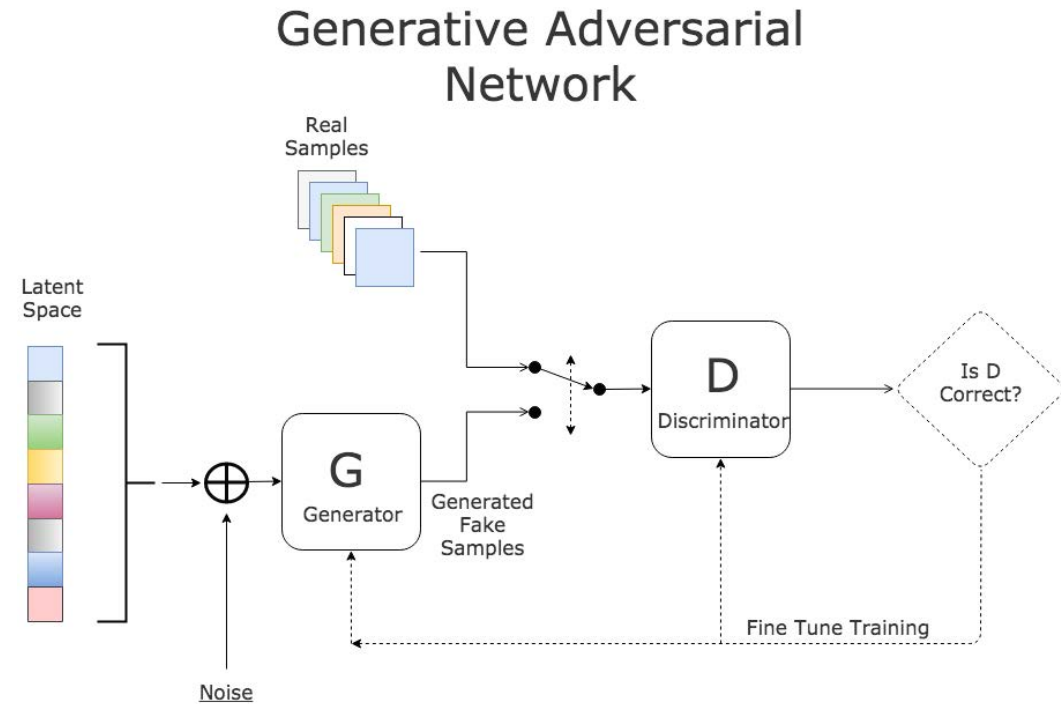 Generative Adversarial
Network
Real
Samples
Latent
Space
Is D
Correct?
D
Discriminator
G
Generator
Generated
Fake
Samples
Fine Tune Training
Noise